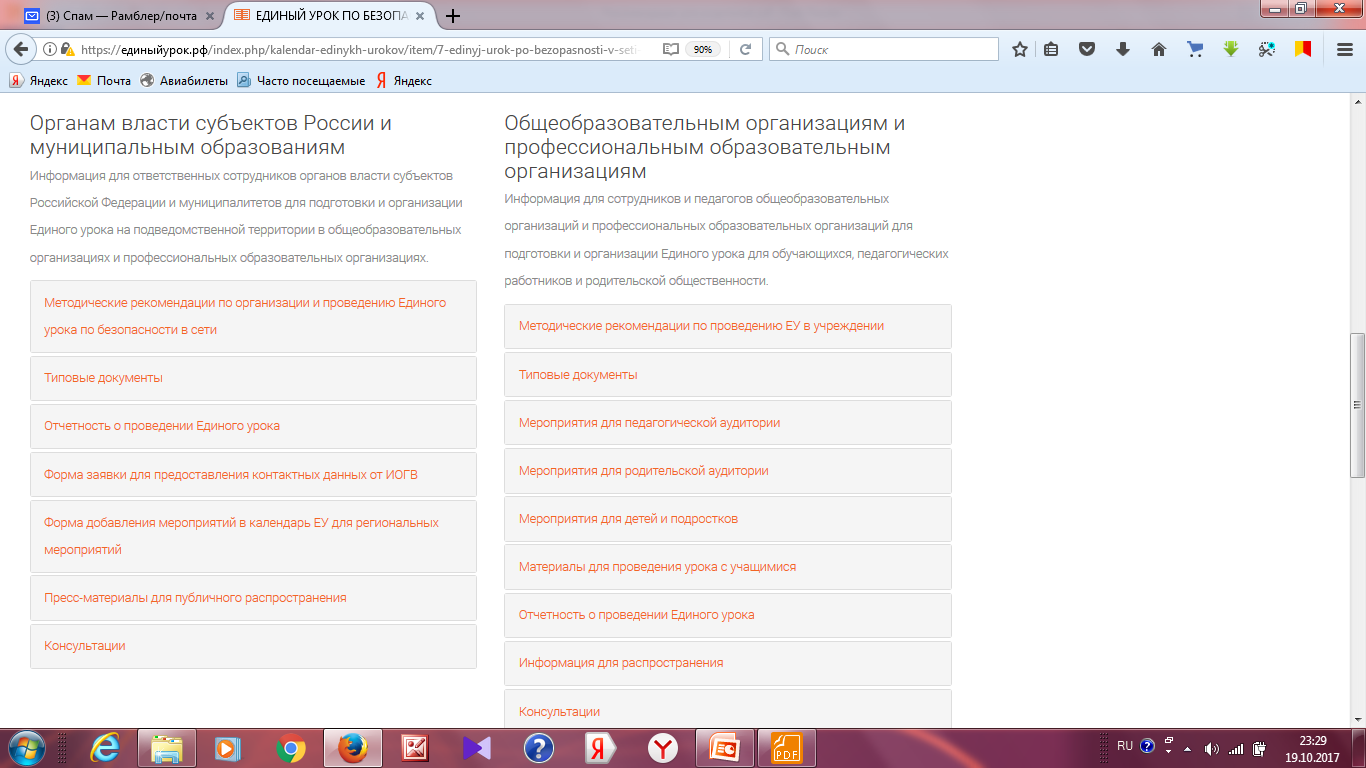 (3) Спам — Рамблер/почта
ЕДИНЫЙ УРОК ПО БЕЗОПА
https://единыйурок.рф/index.php/kalendar-edinykh-urokov/item/7-edinyj-urok-po-bezopasnosti-v-seti
90%
Поиск
Яндекс
Почта
Авиабилеты
Часто посещаемые
Яндекс
Органам власти субъектов России и
муниципальным образованиям
Информация для ответственных сотрудников органов власти субъектов
Российской Федерации и муниципалитетов для подготовки и организации
Единого урока на подведомственной территории в общеобразовательных
организациях и профессиональных образовательных организациях.
Методические рекомендации по организации и проведению Единого
урока по безопасности в сети
Типовые документы
Отчетность о проведении Единого урока
Форма заявки для предоставления контактных данных от ИОГВ
Форма добавления мероприятий в календарь ЕУ для региональных
мероприятий
Пресс-материалы для публичного распространения
Консультации
Общеобразовательным организациям и
профессиональным образовательным
организациям
Информация для сотрудников и педагогов общеобразовательных
организаций и профессиональных образовательных организаций для
подготовки и организации Единого урока для обучающихся, педагогических
работников и родительской общественности.
Методические рекомендации по проведению ЕУ в учреждении
Типовые документы
Мероприятия для педагогической аудитории
Мероприятия для родительской аудитории
Мероприятия для детей и подростков
Материалы для проведения урока с учащимися
Отчетность о проведении Единого урока
Информация для распространения
Консультации
PDF
RU
23:29
19.10.2017